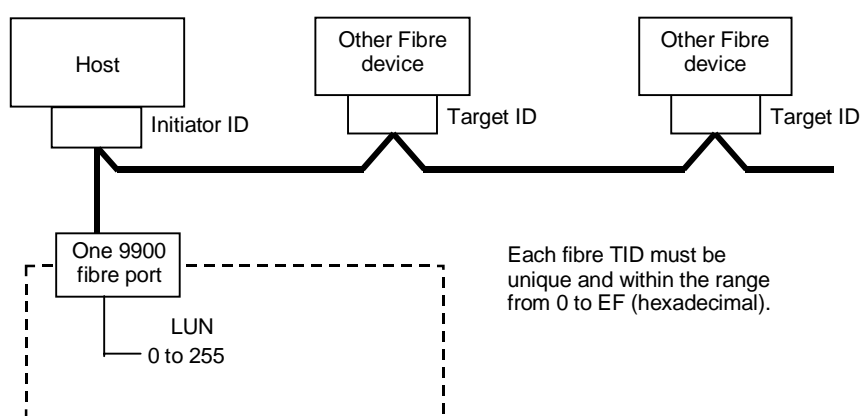 Host
Initiator ID
Other Fibre
device
Target ID
Other Fibre
device
Target ID
One 9900
fibre port
LUN
0 to 255
Each fibre TID must be
unique and within the range
from 0 to EF (hexadecimal).